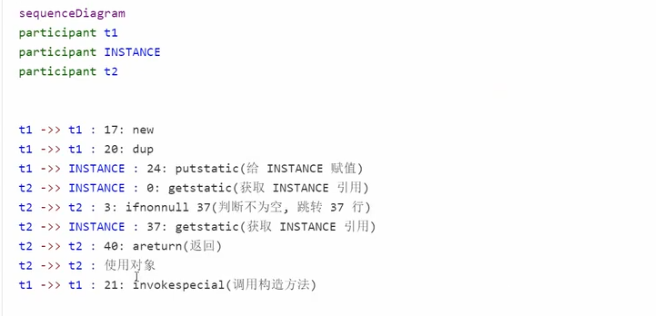 sequenceDiagram
participant t1
participant INSTANCE
participant t2
t1 ->> t1 : 17: new
t1 ->> t1 : 20: dup
t1 ->> INSTANCE : 24: putstatic(给 INSTANCE 赋值)
t2 ->> INSTANCE : 0: getstatic(获取 INSTANCE 引用)
t2 ->> t2 : 3: ifnonnull 37(判断不为空, 跳转 37 行)
t2 ->> INSTANCE : 37: getstatic(获取 INSTANCE 引用)
t2 ->> t2 : 40: areturn(返回)
t2 ->> t2 : 使用对象
t1 ->> t1 : 21: invokespecial(调用构造方法)